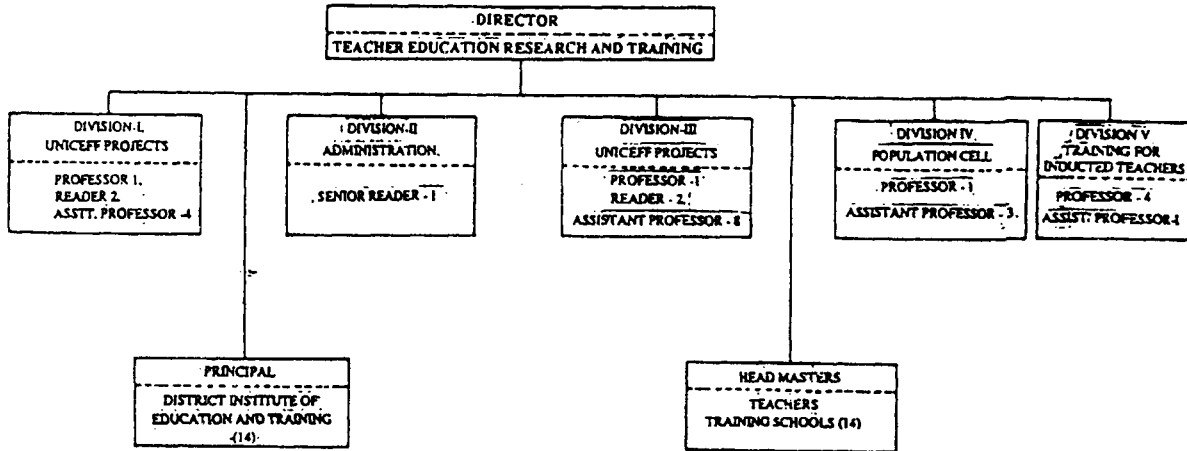 DIRECTOR
TEACHER EDUCATION RESEARCH AND TRAINING
DIVISION-I,
UNICEFF PROJECTS
PROFESSOR 1,
READER 2,
ASSTT. PROFESSOR -4
DIVISION-II
ADMINISTRATION,
SENIOR READER - 1
DIVISION-III
UNICEFF PROJECTS
PROFESSOR -1
READER - 2,
ASSISTANT PROFESSOR - 8
DIVISION IV,
POPULATION CELL
PROFESSOR - 1
ASSISTANT PROFESSOR - 3.
DIVISION V
TRAINING FOR
INDUCTED TEACHERS
PROFESSOR - 4
ASSIST: PROFESSOR-
PRINCIPAL
DISTRICT INSTITUTE OF
EDUCATION AND TRAINING
-(14)
HEAD MASTERS
TEACHERS
TRAINING SCHOOLS (14)